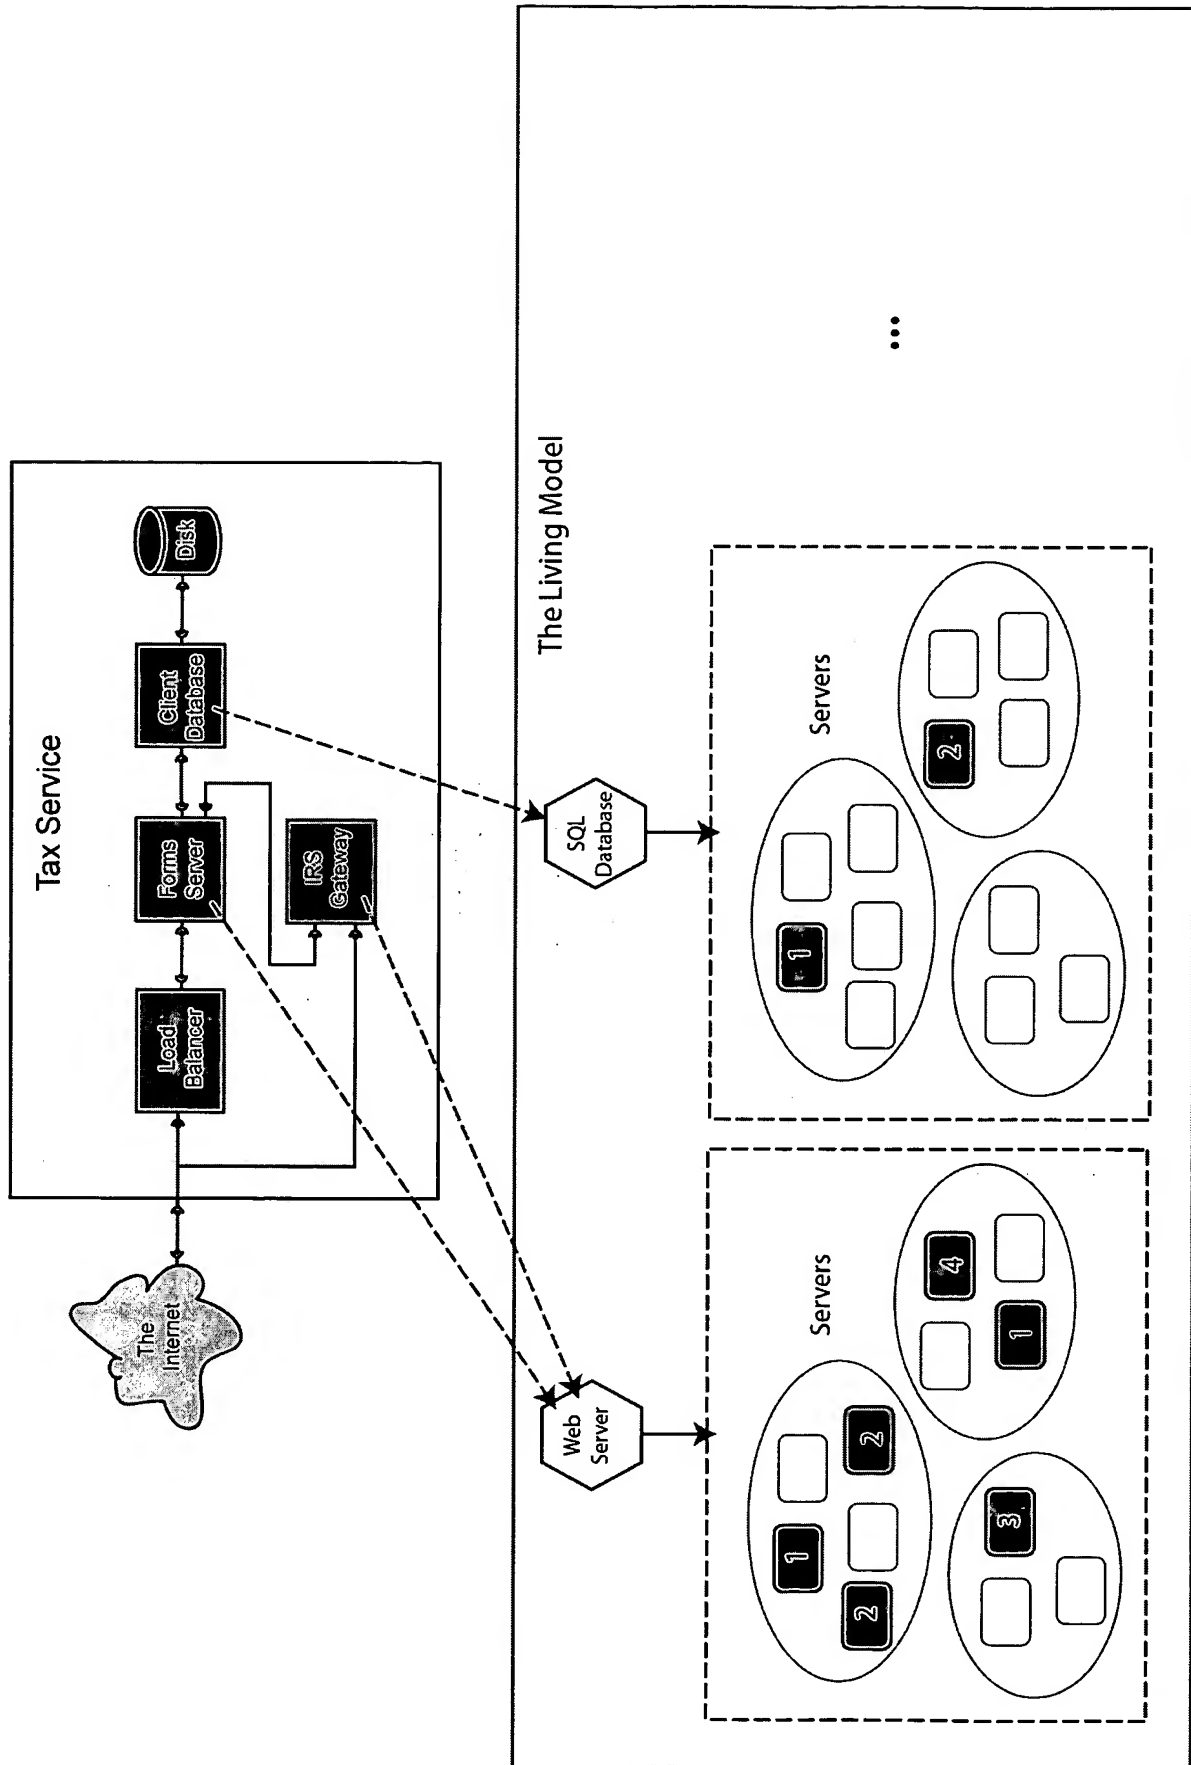 Tax Service
The
Internet
Load
Balancer
Forms
Server
Client
Database
Disk
IRS
Gateway
The Living Model
Web
Server
SQL
Database
Servers
1
2
2
3
4
1
Servers
1
2
...